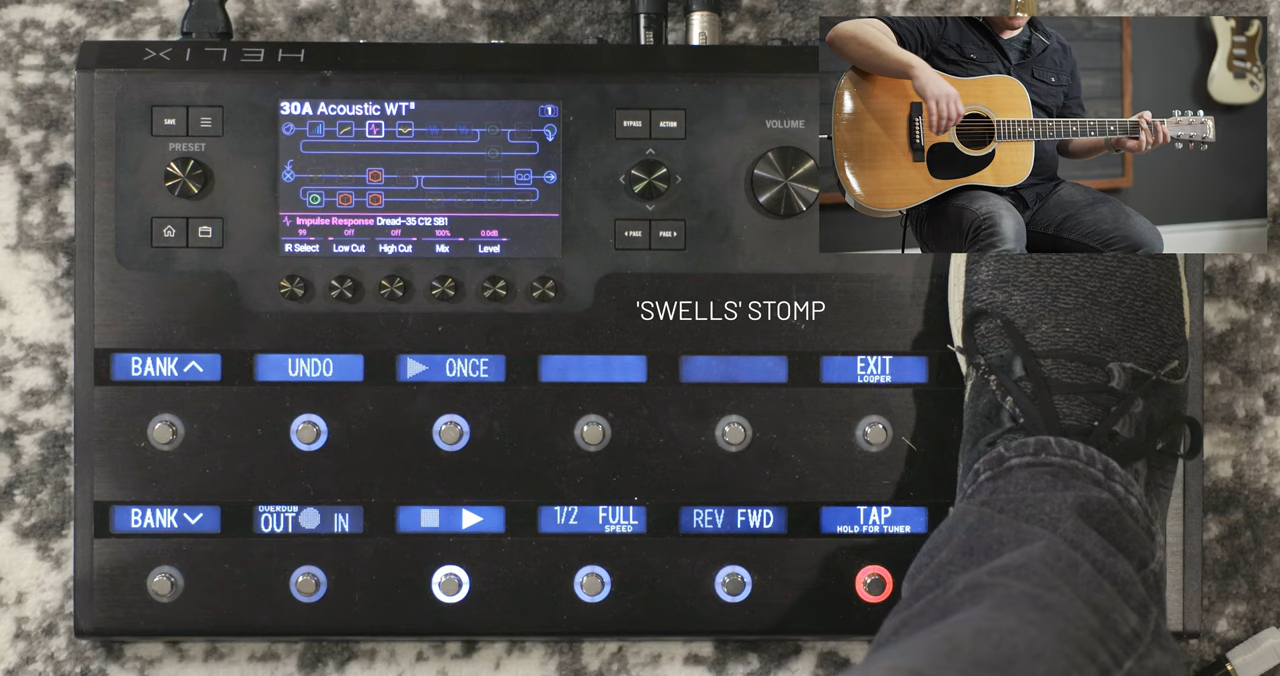 HELIX
30A Acoustic WT
1
SAVE
PRESET
BYPASS
ACTION
VOLUME
Impulse Response Dread-35 C12 SB1
99 Off Off 100% 0.0dB
IR Select Low Cut High Cut Mix Level
< PAGE
PAGE >
'SWELLS' STOMP
BANK
UNDO
ONCE
EXIT
LOOPER
BANK
OVERDUB
OUT IN
1/2 FULL
SPEED
REV FWD
TAP
HOLD FOR TUNER